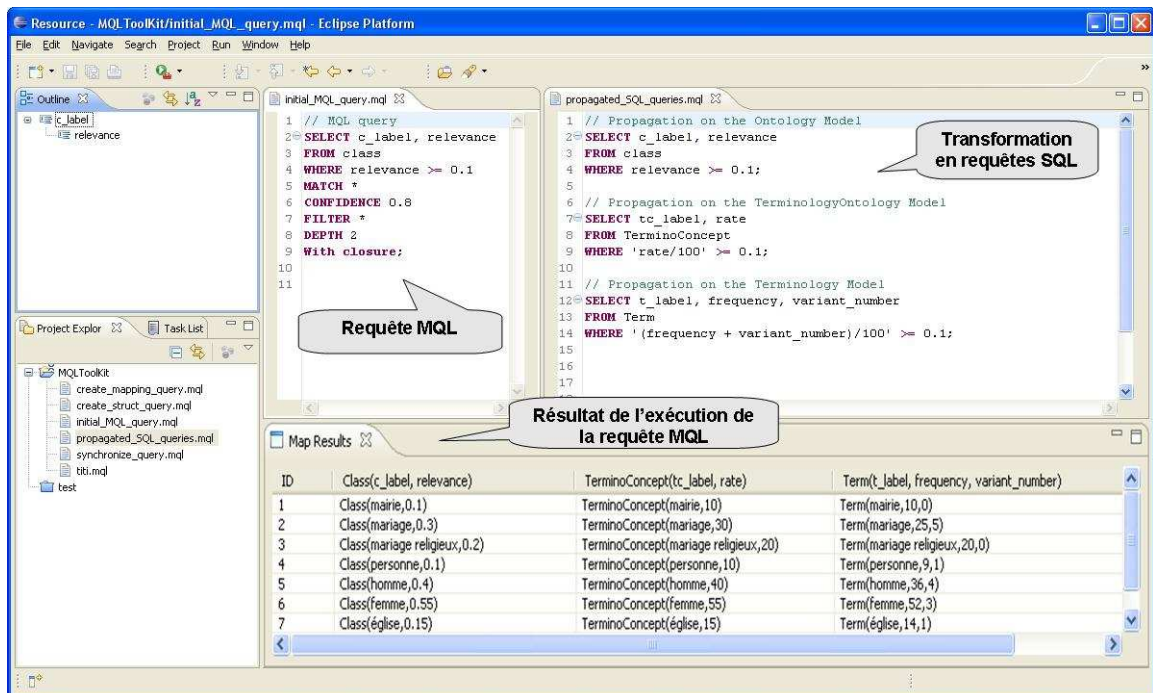 Resource - MQLToolKit/initial_MQL_query.mql - Eclipse Platform
File Edit Navigate Search Project Run Window Help
Outline
c_label
relevance
initial_MQL_query.mql
1 // MQL query
2 SELECT c_label, relevance
3 FROM class
4 WHERE relevance >= 0.1
5 MATCH *
6 CONFIDENCE 0.8
7 FILTER *
8 DEPTH 2
9 With closure;
10
11
Requête MQL
propagated_SQL_queries.mql
1 // Propagation on the Ontology Model
2 SELECT c_label, relevance
3 FROM class
4 WHERE relevance >= 0.1;
5
6 // Propagation on the TerminologyOntology Model
7 SELECT tc_label, rate
8 FROM TerminoConcept
9 WHERE 'rate/100' >= 0.1;
10
11 // Propagation on the Terminology Model
12 SELECT t_label, frequency, variant_number
13 FROM Term
14 WHERE '(frequency + variant_number)/100' >= 0.1;
15
16
17
Transformation
en requêtes SQL
Project Explor Task List
MQLToolKit
create_mapping_query.mql
create_struct_query.mql
initial_MQL_query.mql
propagated_SQL_queries.mql
synchronize_query.mql
titi.mql
test
Résultat de l'exécution de
la requête MQL
Map Results
ID Class(c_label, relevance) TerminoConcept(tc_label, rate) Term(t_label, frequency, variant_number)
1 Class(mairie,0.1) TerminoConcept(mairie,10) Term(mairie,10,0)
2 Class(mariage,0.3) TerminoConcept(mariage,30) Term(mariage,25,5)
3 Class(mariage religieux,0.2) TerminoConcept(mariage religieux,20) Term(mariage religieux,20,0)
4 Class(personne,0.1) TerminoConcept(personne,10) Term(personne,9,1)
5 Class(homme,0.4) TerminoConcept(homme,40) Term(homme,36,4)
6 Class(femme,0.55) TerminoConcept(femme,55) Term(femme,52,3)
7 Class(église,0.15) TerminoConcept(église,15) Term(église,14,1)